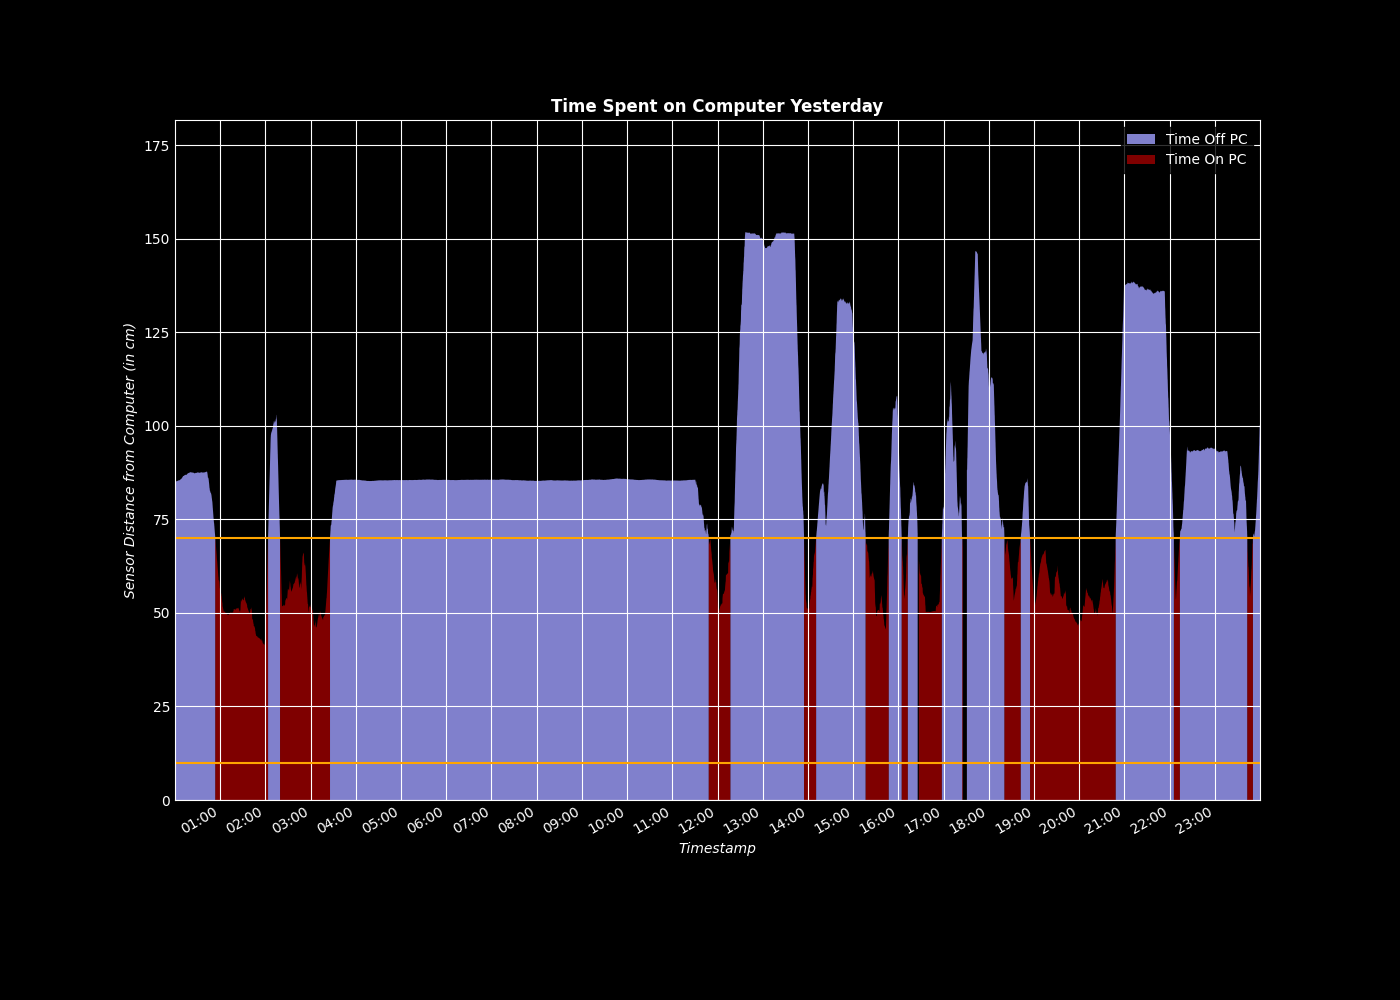 Time Spent on Computer Yesterday
Time Off PC
Time On PC
Sensor Distance from Computer (in cm)
175
150
125
100
75
50
25
0
01:00 02:00 03:00 04:00 05:00 06:00 07:00 08:00 09:00 10:00 11:00 12:00 13:00 14:00 15:00 16:00 17:00 18:00 19:00 20:00 21:00 22:00 23:00
Timestamp